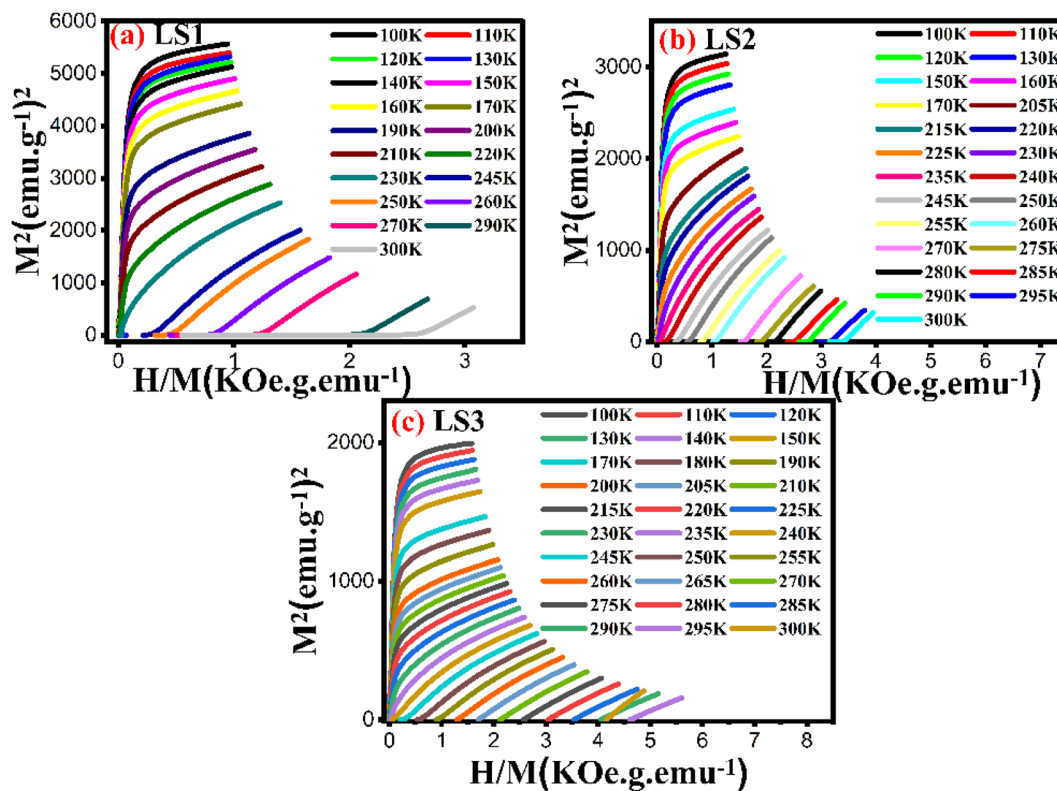 (a) LS1
6000
5000
4000
3000
2000
1000
0
M²(emu.g⁻¹)²
100K 110K
120K 130K
140K 150K
160K 170K
190K 200K
210K 220K
230K 245K
250K 260K
270K 290K
300K
0 1 2 3
H/M(KOe.g.emu⁻¹)
(b) LS2
3000
2000
1000
0
M²(emu.g⁻¹)²
100K 110K
120K 130K
150K 160K
170K 205K
215K 220K
225K 230K
235K 240K
245K 250K
255K 260K
270K 275K
280K 285K
290K 295K
300K
0 1 2 3 4 5 6 7
H/M(KOe.g.emu⁻¹)
(c) LS3
2000
1000
0
M²(emu.g⁻¹)²
100K 110K 120K
130K 140K 150K
170K 180K 190K
200K 205K 210K
215K 220K 225K
230K 235K 240K
245K 250K 255K
260K 265K 270K
275K 280K 285K
290K 295K 300K
0 1 2 3 4 5 6 7 8
H/M(KOe.g.emu⁻¹)